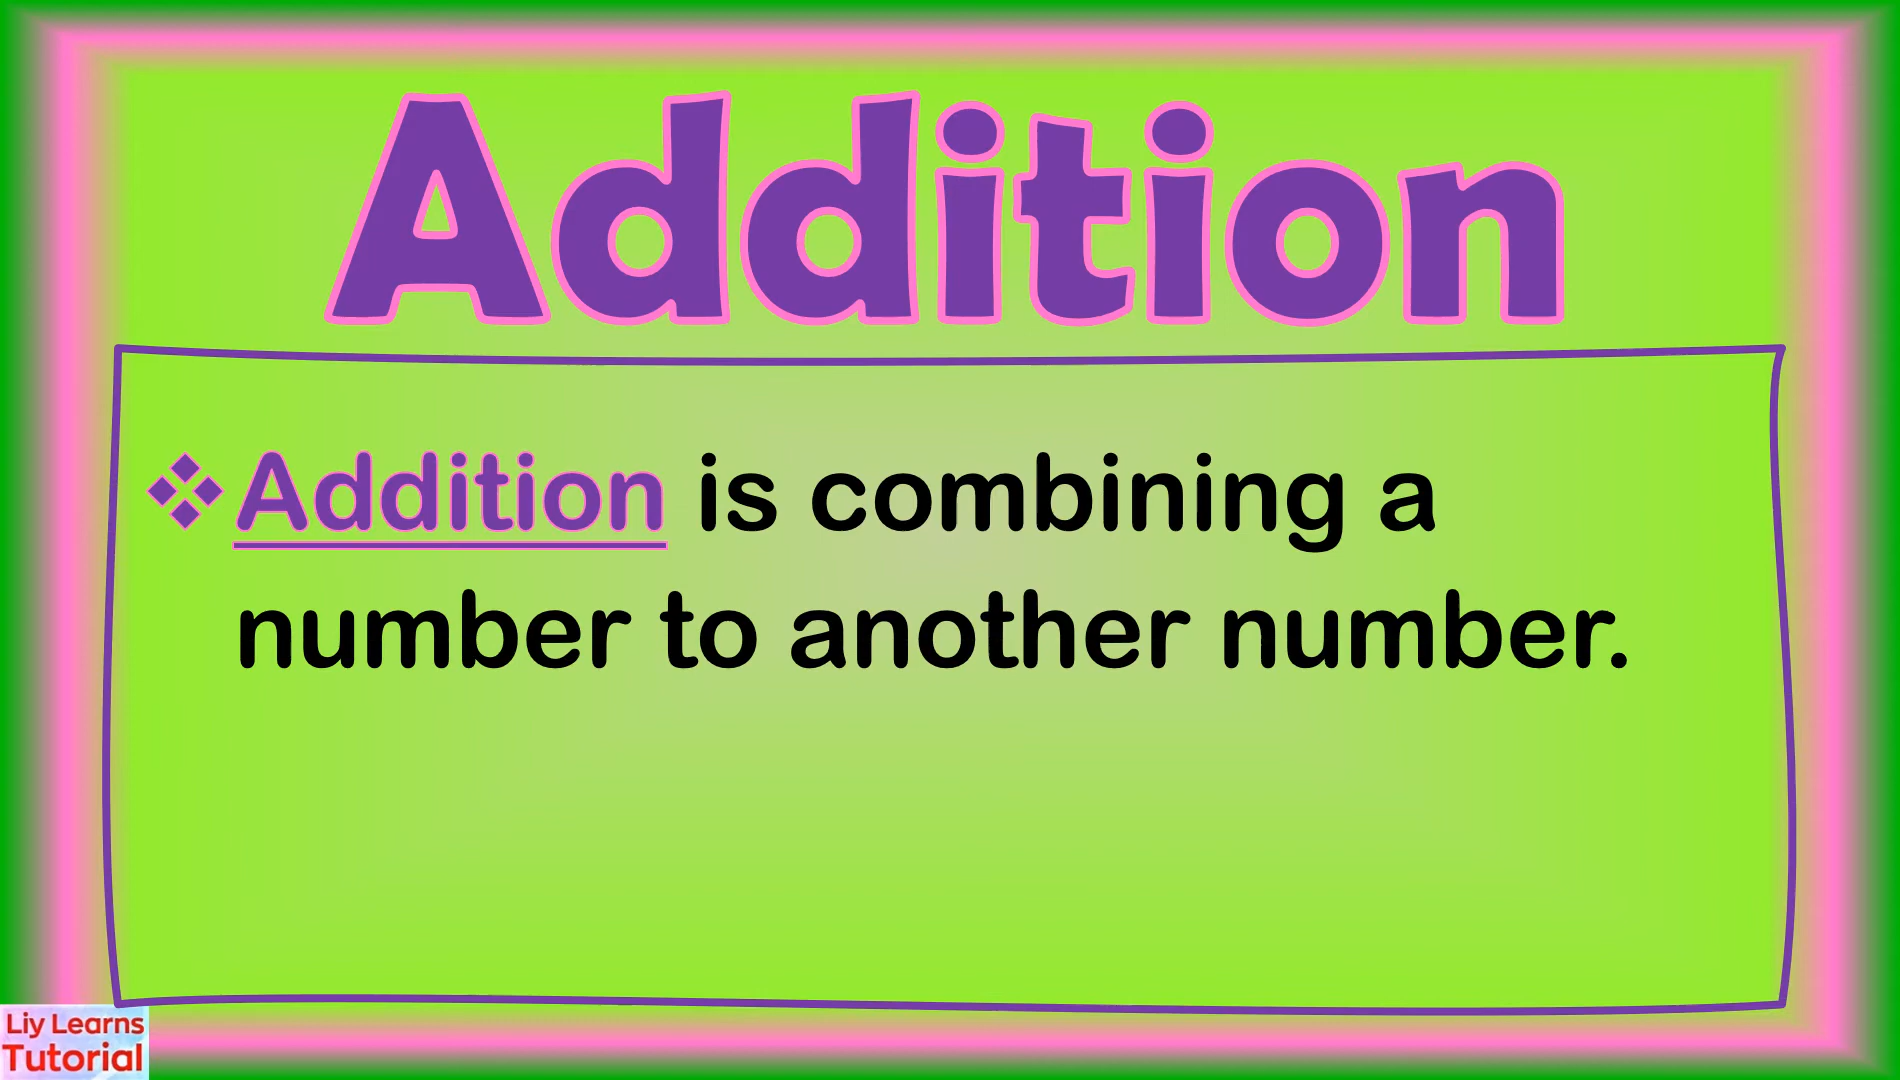 Addition
❖Addition is combining a
number to another number.
Liy Learns
Tutorial